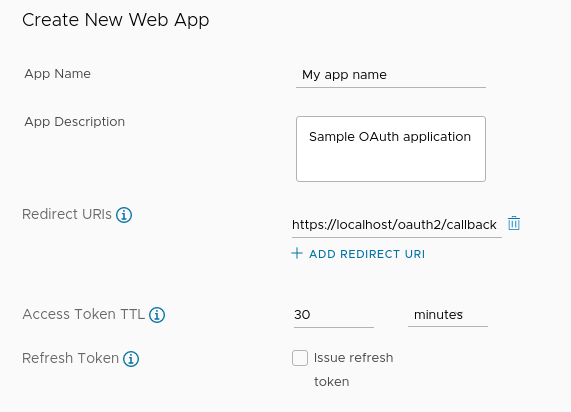 Create New Web App
App Name
My app name
App Description
Sample OAuth application
Redirect URIs
https://localhost/oauth2/callback
ADD REDIRECT URI
Access Token TTL
30 minutes
Refresh Token
Issue refresh
token